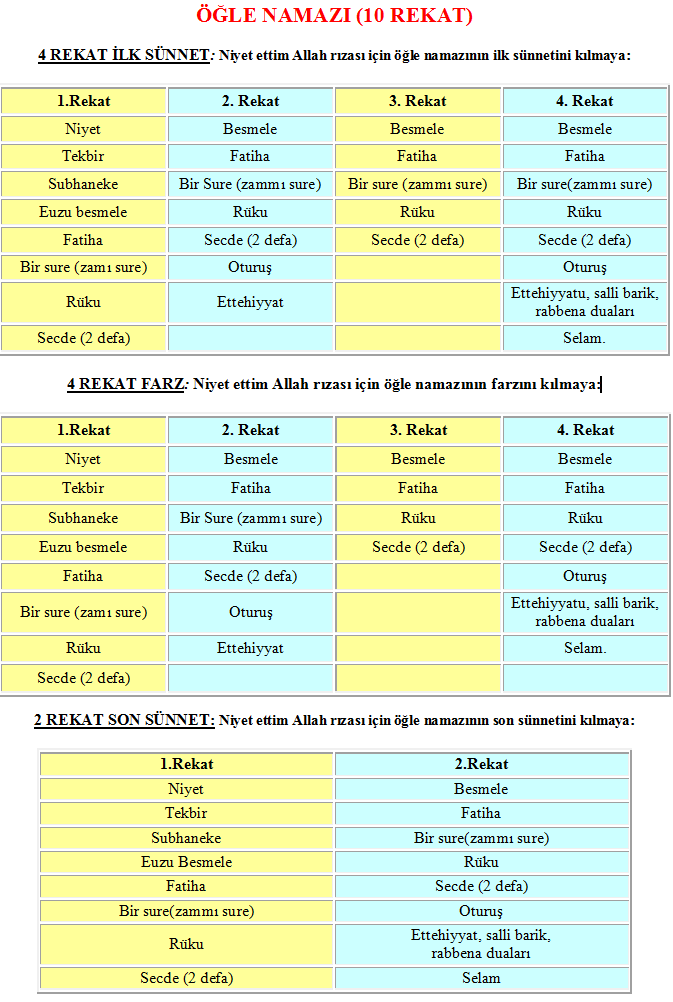 ÖĞLE NAMAZI (10 REKAT)
4 REKAT İLK SÜNNET: Niyet ettim Allah rızası için öğle namazının ilk sünnetini kılmaya:
1.Rekat 2. Rekat 3. Rekat 4. Rekat
Niyet Besmele Besmele Besmele
Tekbir Fatiha Fatiha Fatiha
Subhaneke Bir Sure (zammı sure) Bir sure (zammı sure) Bir sure(zammı sure)
Euzu besmele Rüku Rüku Rüku
Fatiha Secde (2 defa) Secde (2 defa) Secde (2 defa)
Bir sure (zamı sure) Oturuş Oturuş
Rüku Ettehiyyat Ettehiyyatu, salli barik,
rabbena duaları
Secde (2 defa) Selam.
4 REKAT FARZ: Niyet ettim Allah rızası için öğle namazının farzını kılmaya:
1.Rekat 2. Rekat 3. Rekat 4. Rekat
Niyet Besmele Besmele Besmele
Tekbir Fatiha Fatiha Fatiha
Subhaneke Bir Sure (zammı sure) Rüku Rüku
Euzu besmele Rüku Secde (2 defa) Secde (2 defa)
Fatiha Secde (2 defa) Oturuş
Bir sure (zamı sure) Oturuş Ettehiyyatu, salli barik,
rabbena duaları
Rüku Ettehiyyat Selam.
Secde (2 defa)
2 REKAT SON SÜNNET: Niyet ettim Allah rızası için öğle namazının son sünnetini kılmaya:
1.Rekat 2.Rekat
Niyet Besmele
Tekbir Fatiha
Subhaneke Bir sure(zammı sure)
Euzu Besmele Rüku
Fatiha Secde (2 defa)
Bir sure(zammı sure) Oturuş
Rüku Ettehiyyat, salli barik,
rabbena duaları
Secde (2 defa) Selam